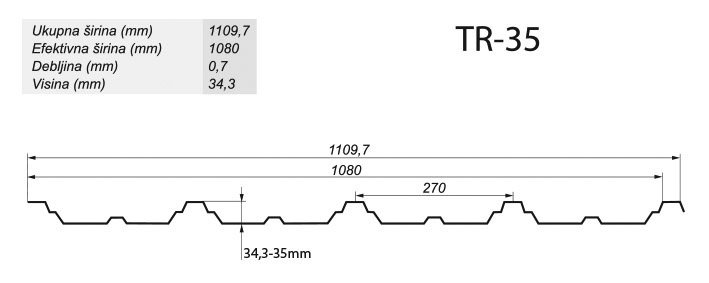 Ukupna širina (mm) 1109,7
Efektivna širina (mm) 1080
Debljina (mm) 0,7
Visina (mm) 34,3
TR-35
1109,7
1080
270
34,3-35mm